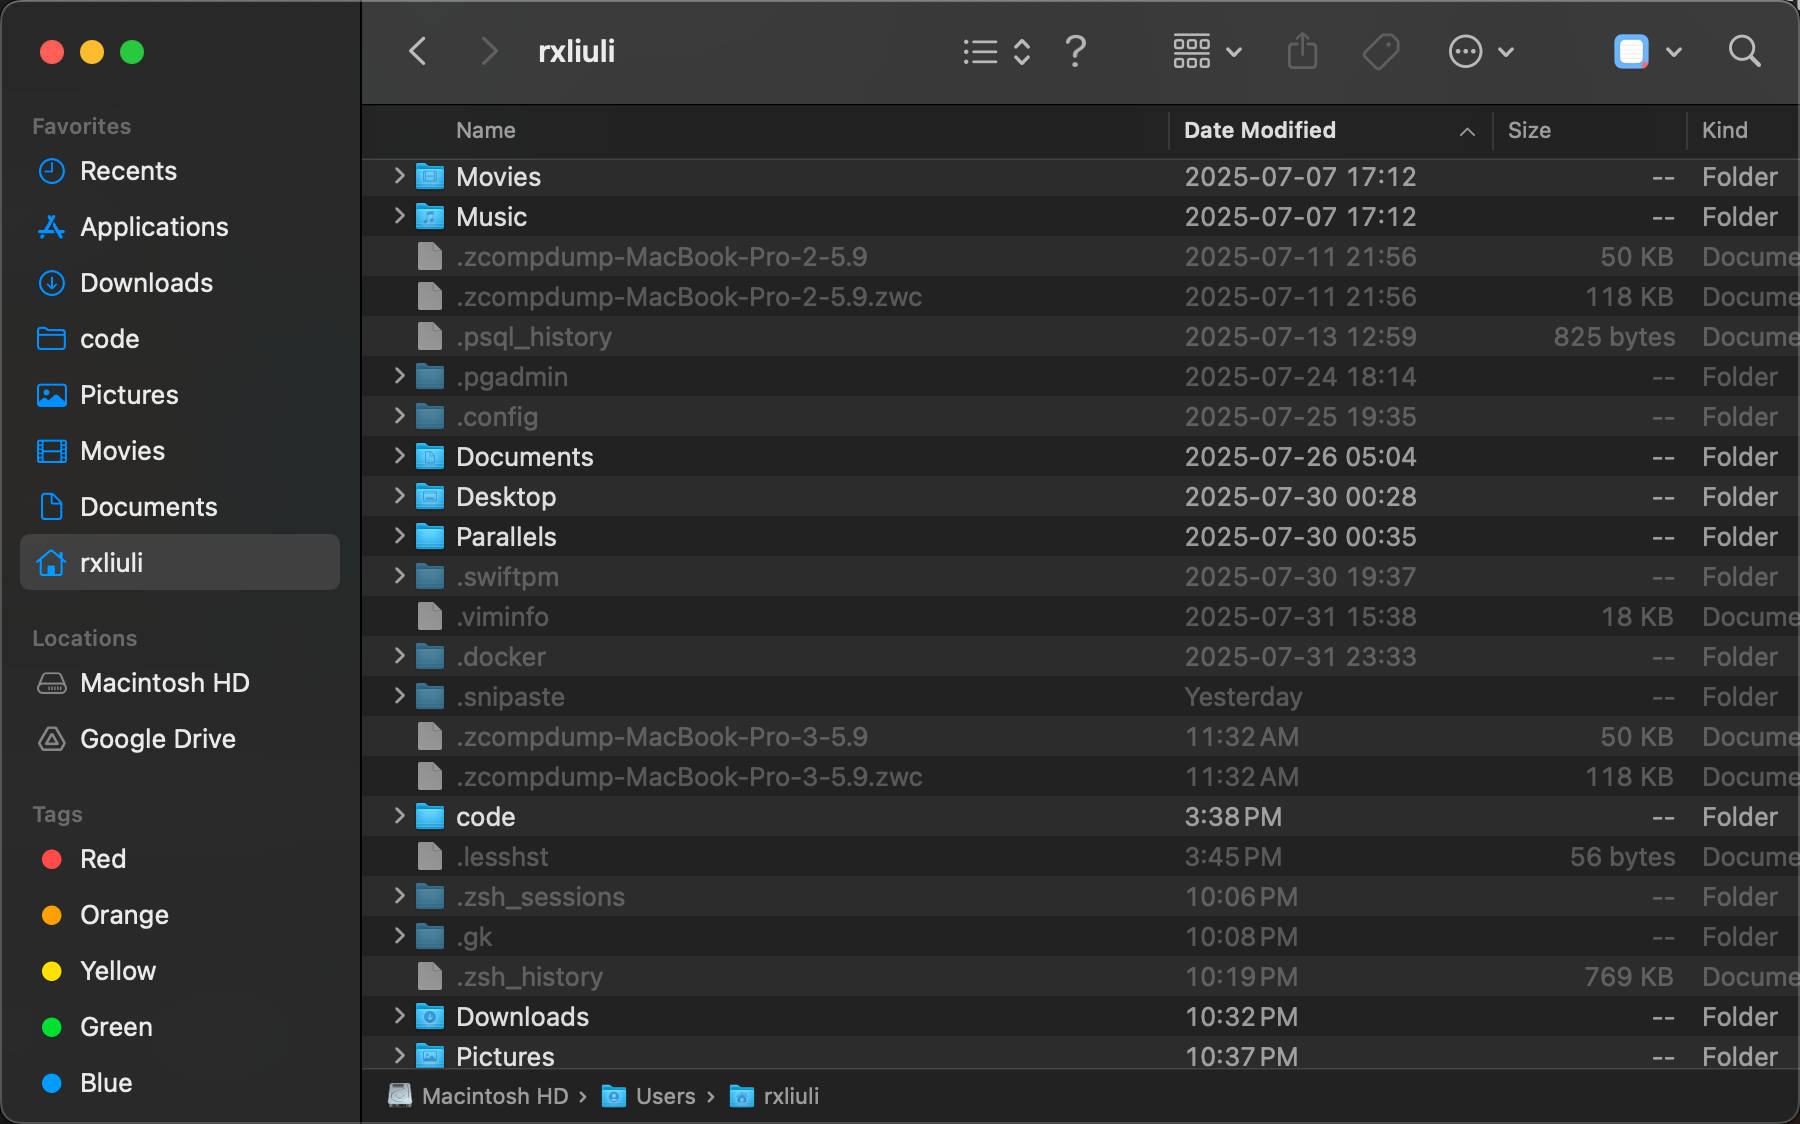 rxliuli
Favorites
Recents
Applications
Downloads
code
Pictures
Movies
Documents
rxliuli
Locations
Macintosh HD
Google Drive
Tags
Red
Orange
Yellow
Green
Blue
Name Date Modified Size Kind
Movies 2025-07-07 17:12 -- Folder
Music 2025-07-07 17:12 -- Folder
.zcompdump-MacBook-Pro-2-5.9 2025-07-11 21:56 50 KB Docume
.zcompdump-MacBook-Pro-2-5.9.zwc 2025-07-11 21:56 118 KB Docume
.psql_history 2025-07-13 12:59 825 bytes Docume
.pgadmin 2025-07-24 18:14 -- Folder
.config 2025-07-25 19:35 -- Folder
Documents 2025-07-26 05:04 -- Folder
Desktop 2025-07-30 00:28 -- Folder
Parallels 2025-07-30 00:35 -- Folder
.swiftpm 2025-07-30 19:37 -- Folder
.viminfo 2025-07-31 15:38 18 KB Docume
.docker 2025-07-31 23:33 -- Folder
.snipaste Yesterday -- Folder
.zcompdump-MacBook-Pro-3-5.9 11:32 AM 50 KB Docume
.zcompdump-MacBook-Pro-3-5.9.zwc 11:32 AM 118 KB Docume
code 3:38 PM -- Folder
.lesshst 3:45 PM 56 bytes Docume
.zsh_sessions 10:06 PM -- Folder
.gk 10:08 PM -- Folder
.zsh_history 10:19 PM 769 KB Docume
Downloads 10:32 PM -- Folder
Pictures 10:37 PM -- Folder
Macintosh HD › Users › rxliuli